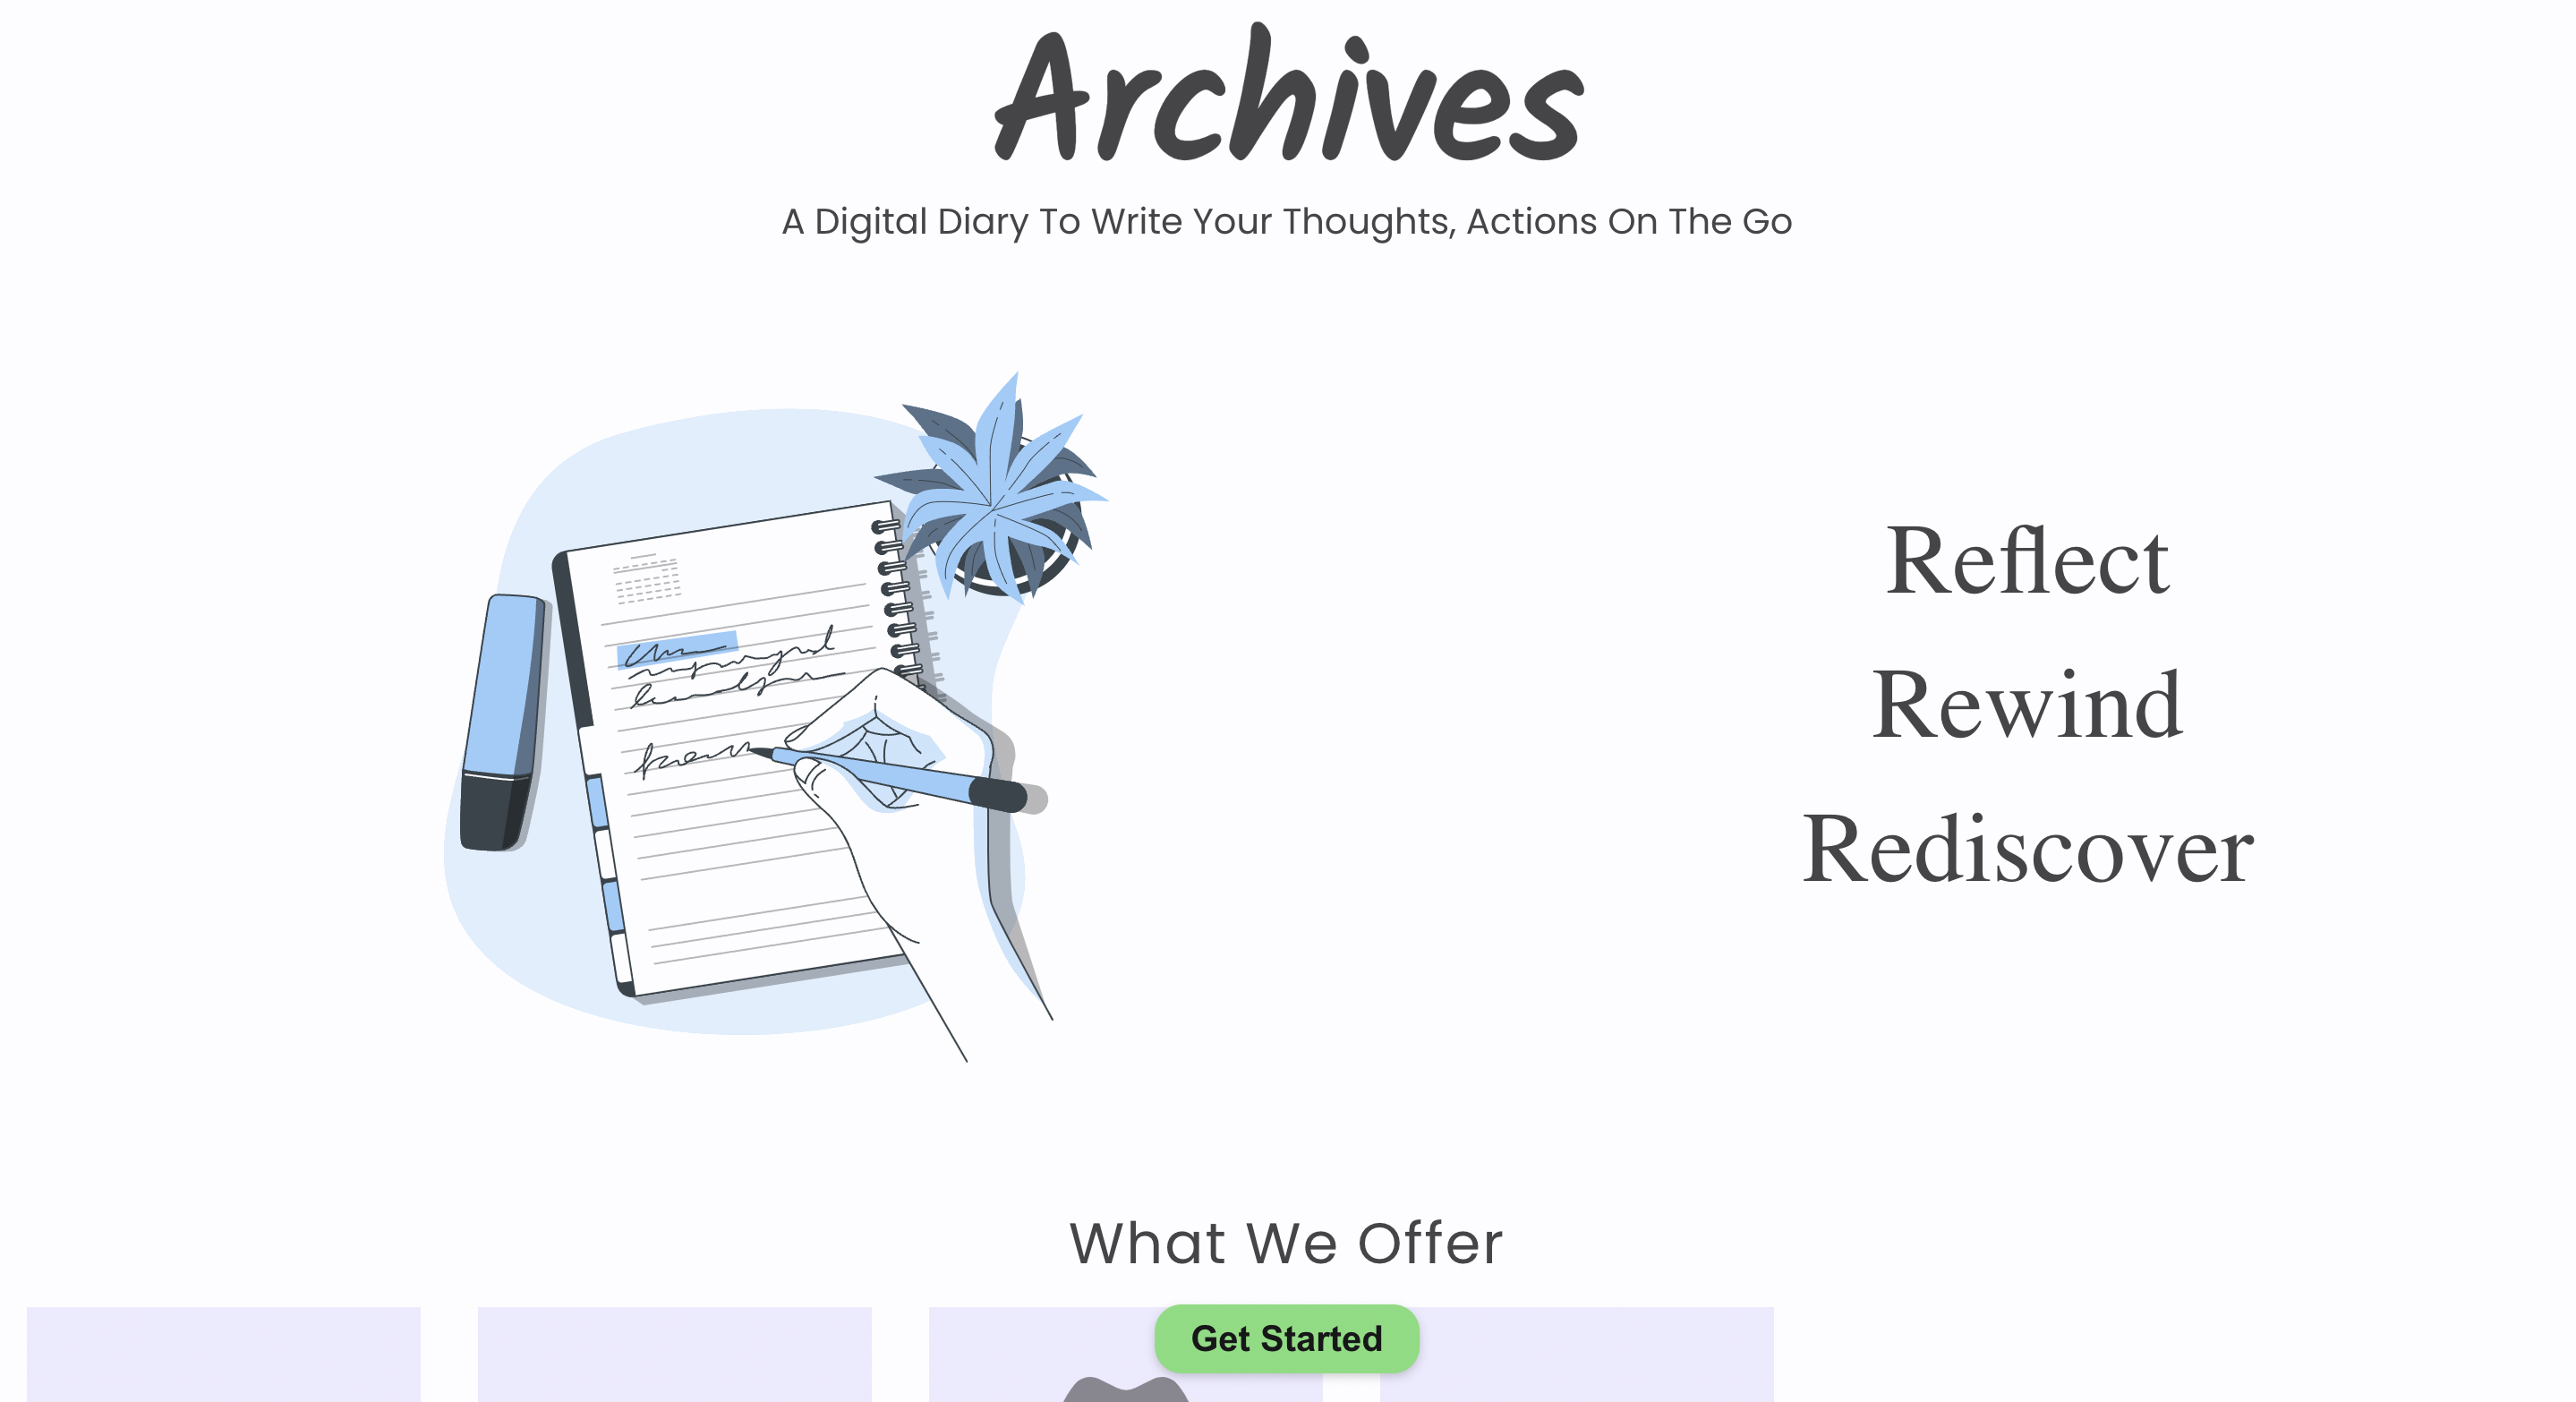 Archives
A Digital Diary To Write Your Thoughts, Actions On The Go
Reflect
Rewind
Rediscover
What We Offer
Get Started